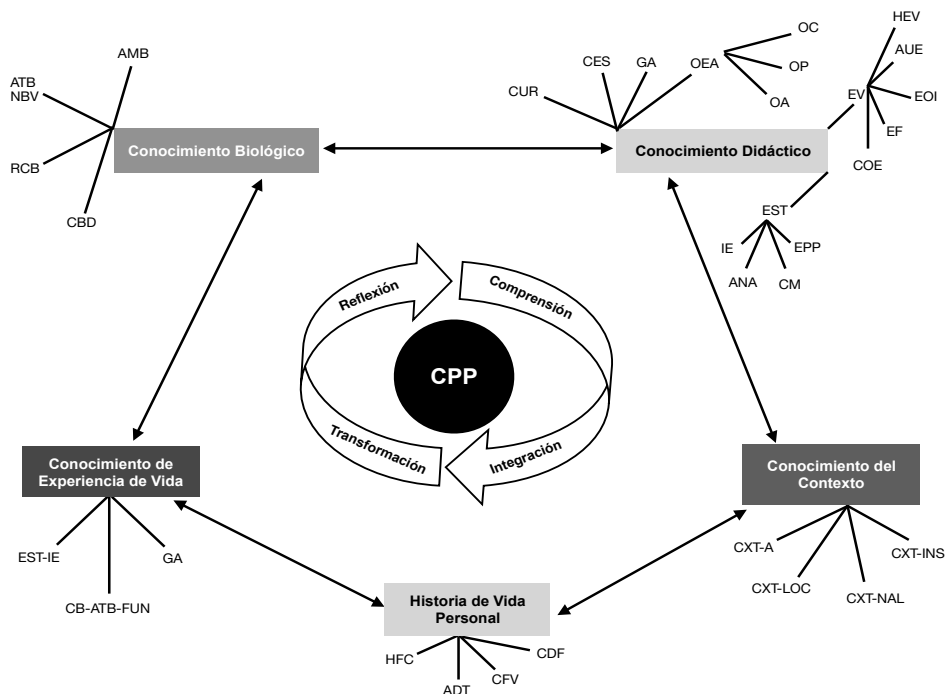 AMB
ATB
NBV
RCB
CBD
Conocimiento Biológico
CUR
CES
GA
OEA
OC
OP
OA
Conocimiento Didáctico
HEV
AUE
EV
EOI
EF
COE
EST
IE
EPP
ANA
CM
Reflexión
Comprensión
CPP
Transformación
Integración
Conocimiento de
Experiencia de Vida
EST-IE
GA
CB-ATB-FUN
Conocimiento del
Contexto
CXT-A
CXT-INS
CXT-LOC
CXT-NAL
Historia de Vida
Personal
HFC
CDF
CFV
ADT